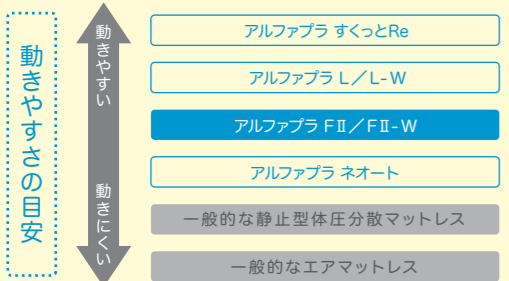 動きやすさの目安
動きやすい
動きにくい
アルファプラ すくっとRe
アルファプラ L／L-W
アルファプラ FⅡ／FⅡ-W
アルファプラ ネオート
一般的な静止型体圧分散マットレス
一般的なエアマットレス